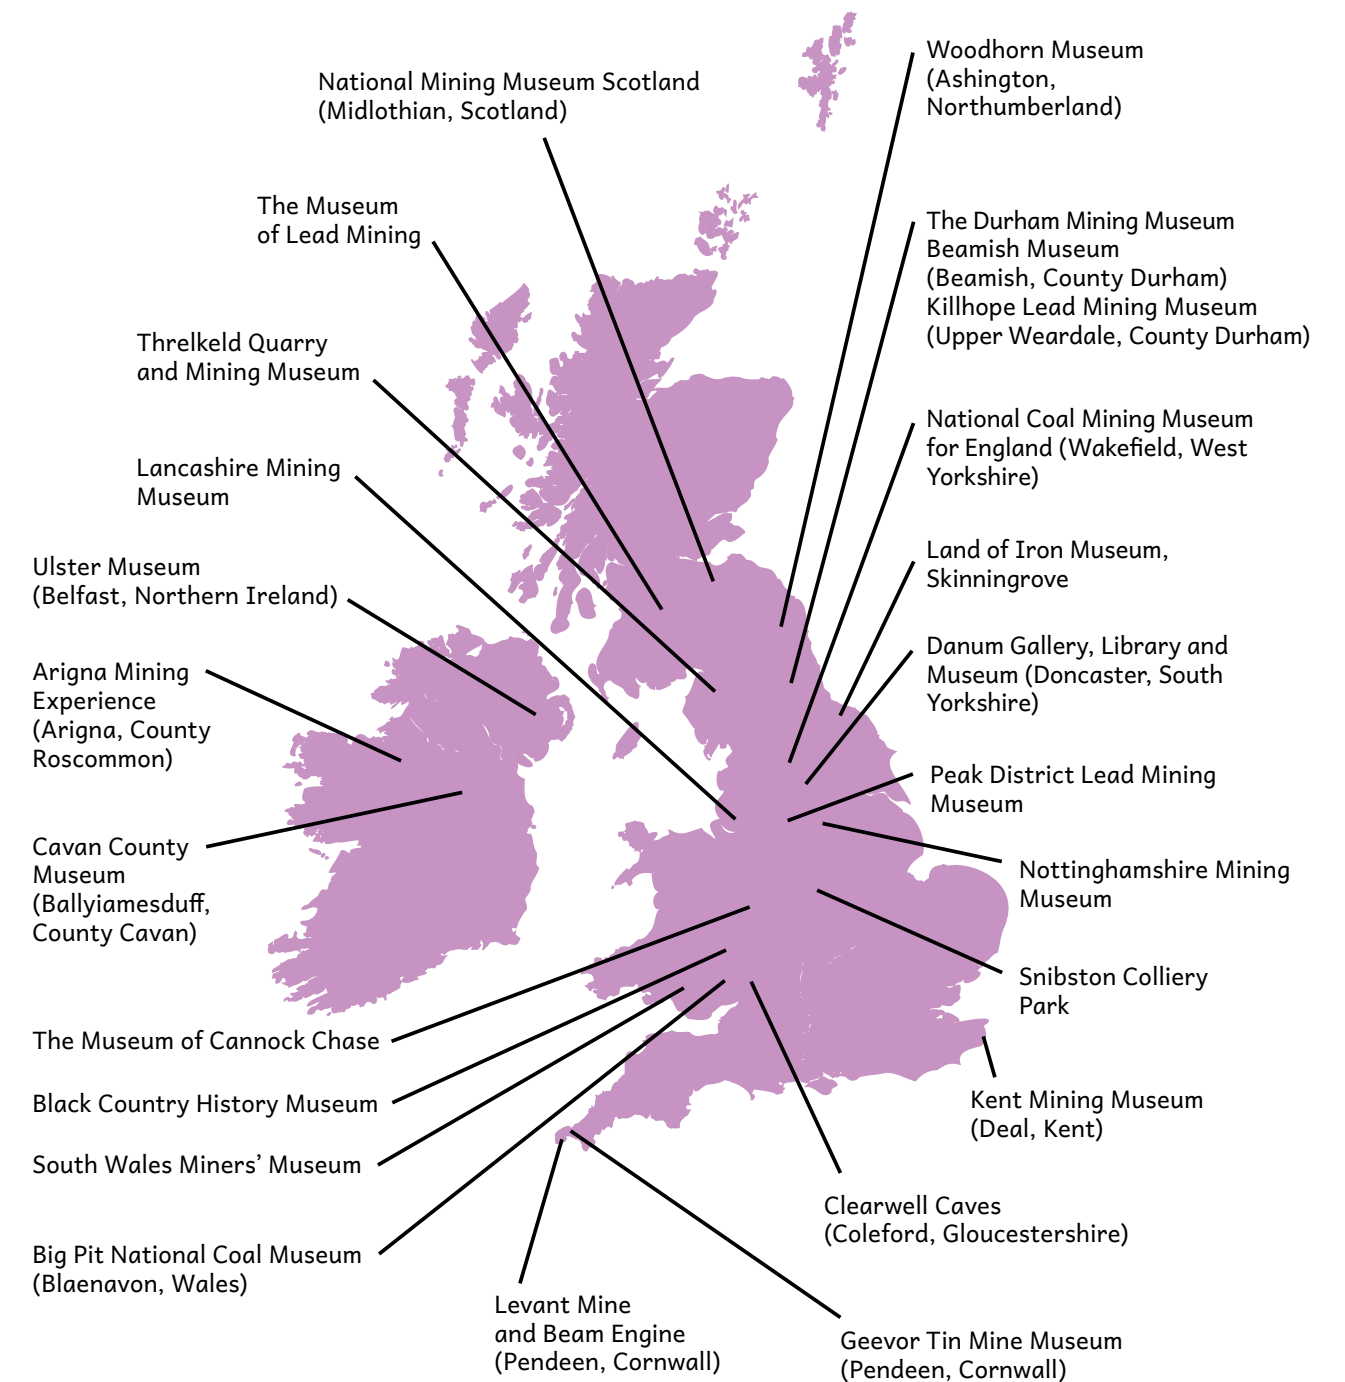 National Mining Museum Scotland
(Midlothian, Scotland)
The Museum
of Lead Mining
Threlkeld Quarry
and Mining Museum
Lancashire Mining
Museum
Ulster Museum
(Belfast, Northern Ireland)
Arigna Mining
Experience
(Arigna, County
Roscommon)
Cavan County
Museum
(Ballyiamesduff,
County Cavan)
The Museum of Cannock Chase
Black Country History Museum
South Wales Miners’ Museum
Big Pit National Coal Museum
(Blaenavon, Wales)
Levant Mine
and Beam Engine
(Pendeen, Cornwall)
Geevor Tin Mine Museum
(Pendeen, Cornwall)
Clearwell Caves
(Coleford, Gloucestershire)
Kent Mining Museum
(Deal, Kent)
Snibston Colliery
Park
Nottinghamshire Mining
Museum
Peak District Lead Mining
Museum
Danum Gallery, Library and
Museum (Doncaster, South
Yorkshire)
Land of Iron Museum,
Skinningrove
National Coal Mining Museum
for England (Wakefield, West
Yorkshire)
The Durham Mining Museum
Beamish Museum
(Beamish, County Durham)
Killhope Lead Mining Museum
(Upper Weardale, County Durham)
Woodhorn Museum
(Ashington,
Northumberland)